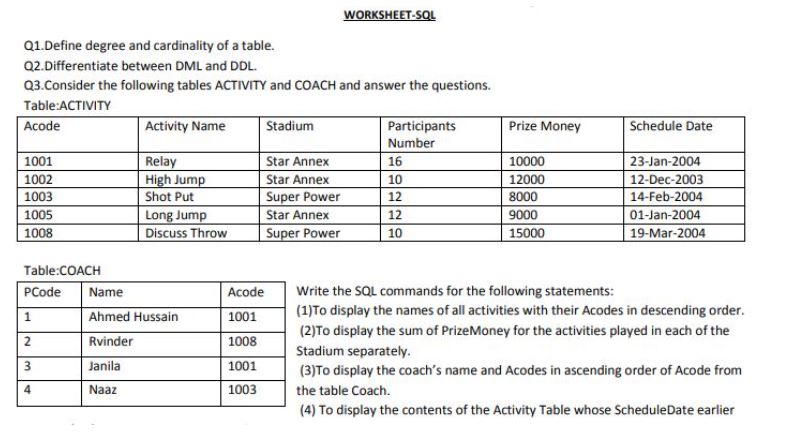 WORKSHEET-SQL
Q1.Define degree and cardinality of a table.
Q2.Differentiate between DML and DDL.
Q3.Consider the following tables ACTIVITY and COACH and answer the questions.
Table:ACTIVITY
Acode Activity Name Stadium Participants Number Prize Money Schedule Date
1001 Relay Star Annex 16 10000 23-Jan-2004
1002 High Jump Star Annex 10 12000 12-Dec-2003
1003 Shot Put Super Power 12 8000 14-Feb-2004
1005 Long Jump Star Annex 12 9000 01-Jan-2004
1008 Discuss Throw Super Power 10 15000 19-Mar-2004
Table:COACH
PCode Name Acode
1 Ahmed Hussain 1001
2 Rvinder 1008
3 Janila 1001
4 Naaz 1003
Write the SQL commands for the following statements:
(1)To display the names of all activities with their Acodes in descending order.
(2)To display the sum of PrizeMoney for the activities played in each of the
Stadium separately.
(3)To display the coach's name and Acodes in ascending order of Acode from
the table Coach.
(4) To display the contents of the Activity Table whose ScheduleDate earlier